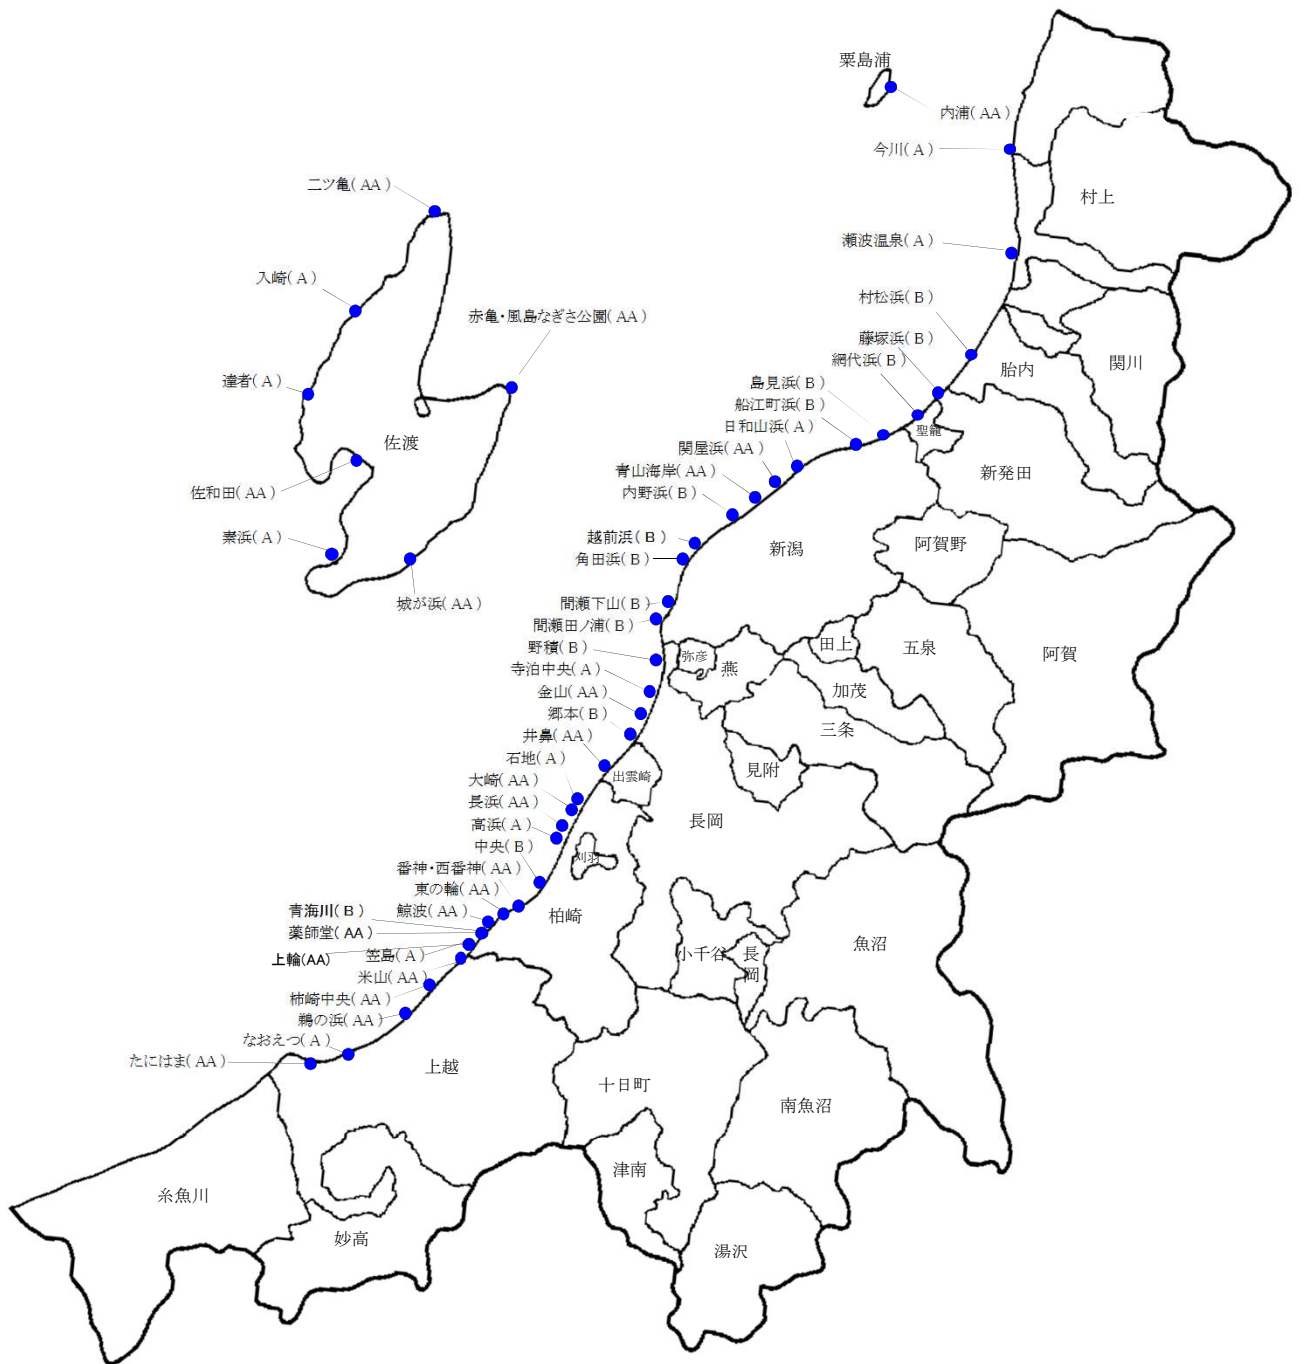 粟島浦
内浦(AA)
今川(A)
村上
二ツ亀(AA)
瀬波温泉(A)
入崎(A)
村松浜(B)
赤亀・風島なぎさ公園(AA)
藤塚浜(B)
網代浜(B)
胎内
関川
達者(A)
島見浜(B)
船江町浜(B)
日和山浜(A)
聖籠
佐渡
関屋浜(AA)
青山海岸(AA)
新発田
佐和田(AA)
内野浜(B)
素浜(A)
越前浜(B)
新潟
阿賀野
角田浜(B)
城が浜(AA)
間瀬下山(B)
間瀬田ノ浦(B)
野積(B)
弥彦
燕
田上
五泉
阿賀
寺泊中央(A)
金山(AA)
加茂
郷本(B)
三条
井鼻(AA)
石地(A)
出雲崎
見附
大崎(AA)
長浜(AA)
長岡
高浜(A)
中央(B)
刈羽
番神・西番神(AA)
東の輪(AA)
青海川(B)
鯨波(AA)
柏崎
薬師堂(AA)
上輪(AA)
笠島(A)
小千谷
長岡
魚沼
米山(AA)
柿崎中央(AA)
鵜の浜(AA)
なおえつ(A)
たにはま(AA)
上越
十日町
南魚沼
津南
糸魚川
妙高
湯沢